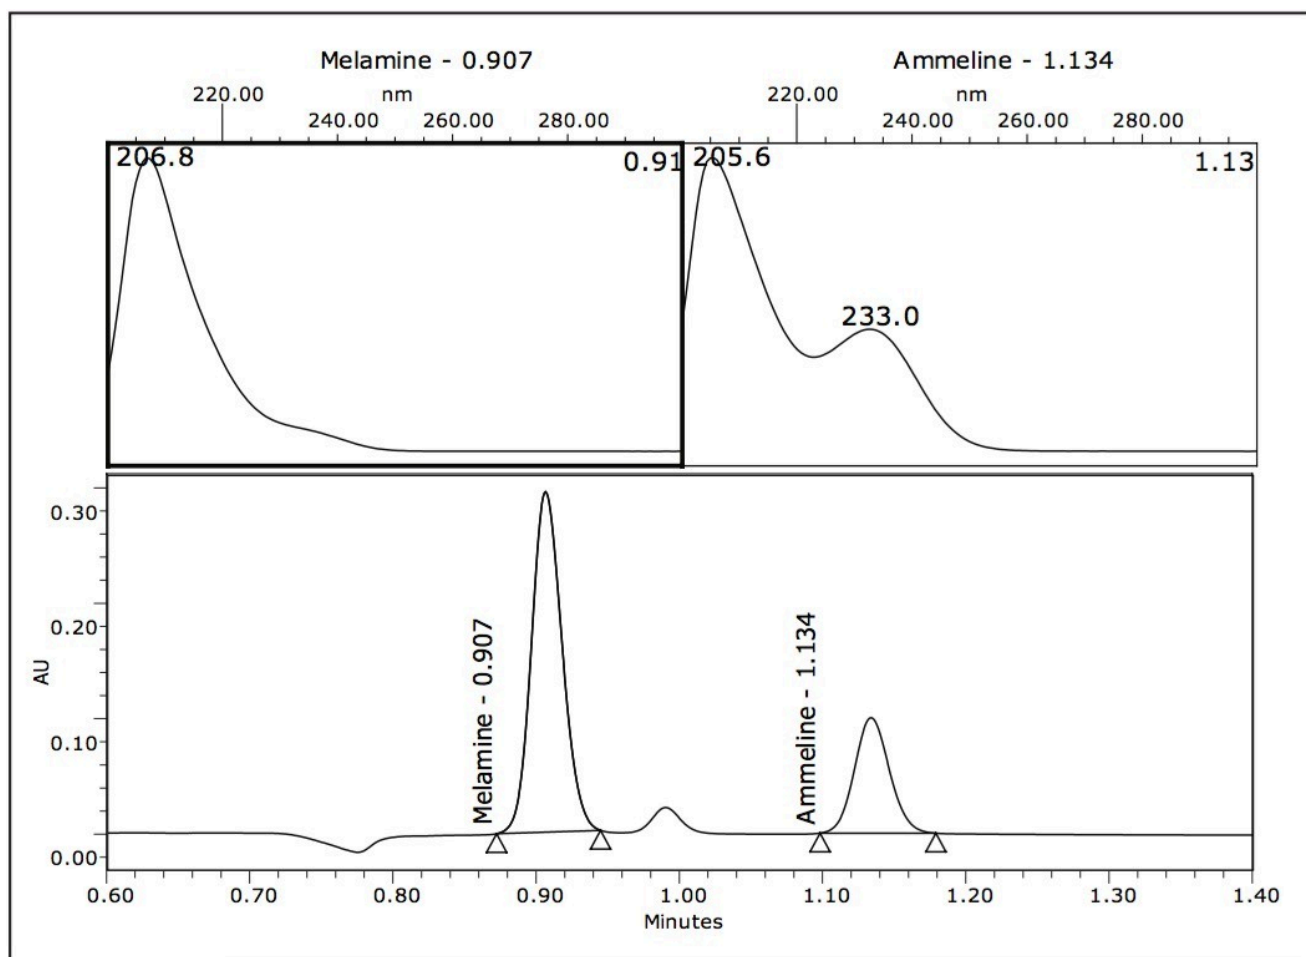 Melamine - 0.907
Ammeline - 1.134
220.00 nm
240.00 260.00 280.00
220.00 nm
240.00 260.00 280.00
206.8 0.91
205.6 1.13
233.0
0.30
0.20
0.10
0.00
AU
Melamine - 0.907
Ammeline - 1.134
0.60 0.70 0.80 0.90 1.00 1.10 1.20 1.30 1.40
Minutes